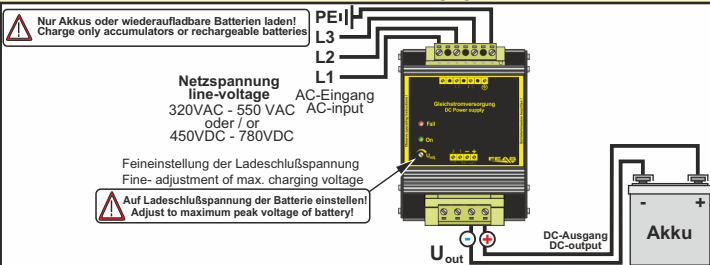 Nur Akkus oder wiederaufladbare Batterien laden!
Charge only accumulators or rechargeable batteries
PE
L3
L2
L1
Netzspannung
line-voltage
320VAC - 550 VAC
oder / or
450VDC - 780VDC
AC-Eingang
AC-input
Gleichstromversorgung
DC Power supply
Fail
On
FEAS
Feineinstellung der Ladeschlußspannung
Fine- adjustment of max. charging voltage
Auf Ladeschlußspannung der Batterie einstellen!
Adjust to maximum peak voltage of battery!
- +
U out
DC-Ausgang
DC-output
- +
Akku